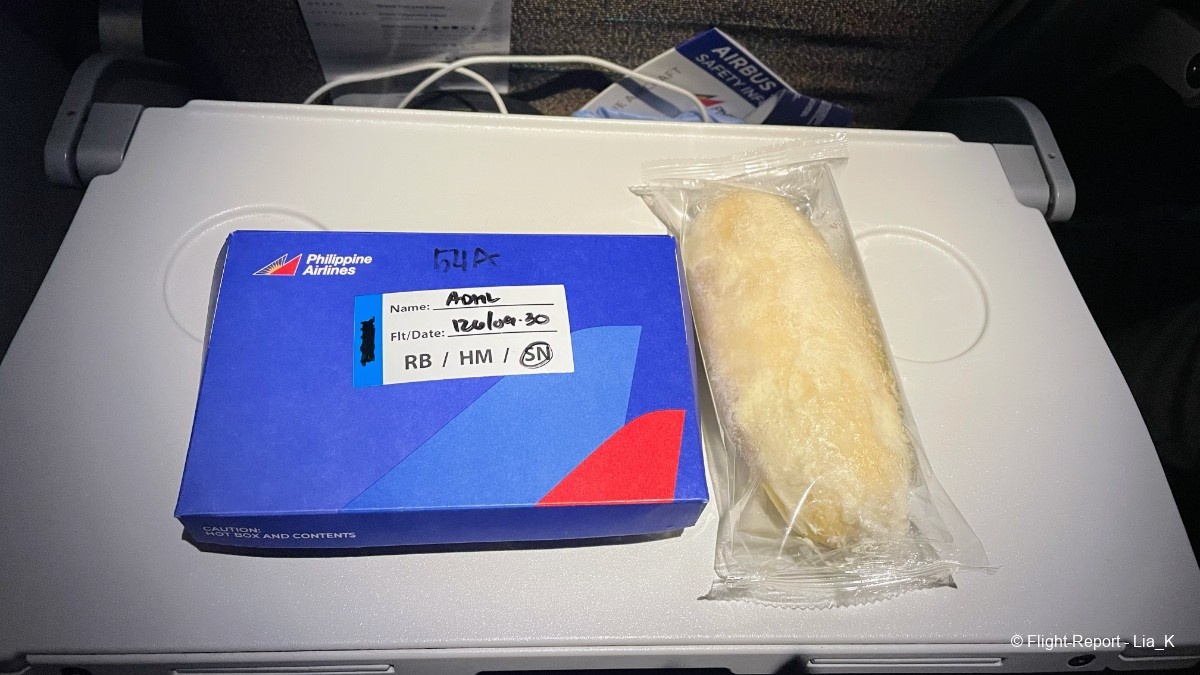 AIRBUS
SAFETY INF
Philippine
Airlines
54A
Name: ADML
Flt/Date: 126/09-30
RB / HM / SN
CAUTION:
HOT BOX AND CONTENTS
© Flight-Report - Lia_K